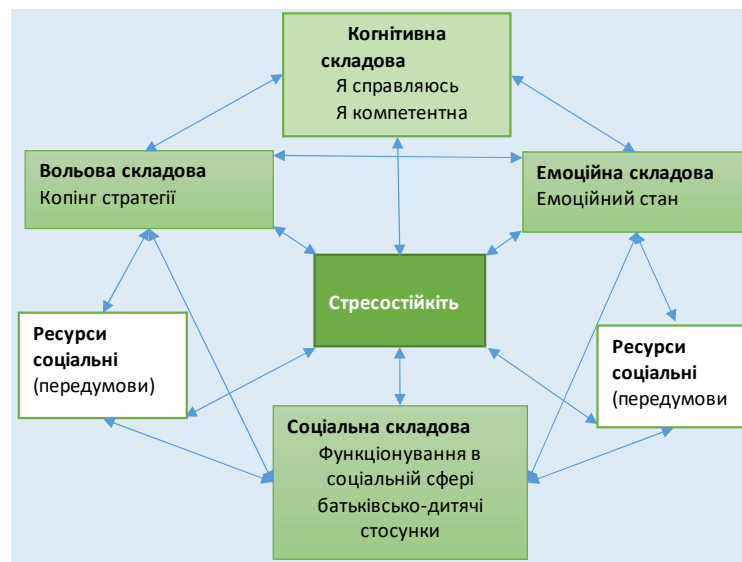 Когнітивна
складова
Я справляюсь
Я компетентна
Вольова складова
Копінг стратегії
Емоційна складова
Емоційний стан
Стресостійкіть
Ресурси
соціальні
(передумови)
Ресурси
соціальні
(передумови
Соціальна складова
Функціонування в
соціальній сфері
батьківсько-дитячі
стосунки